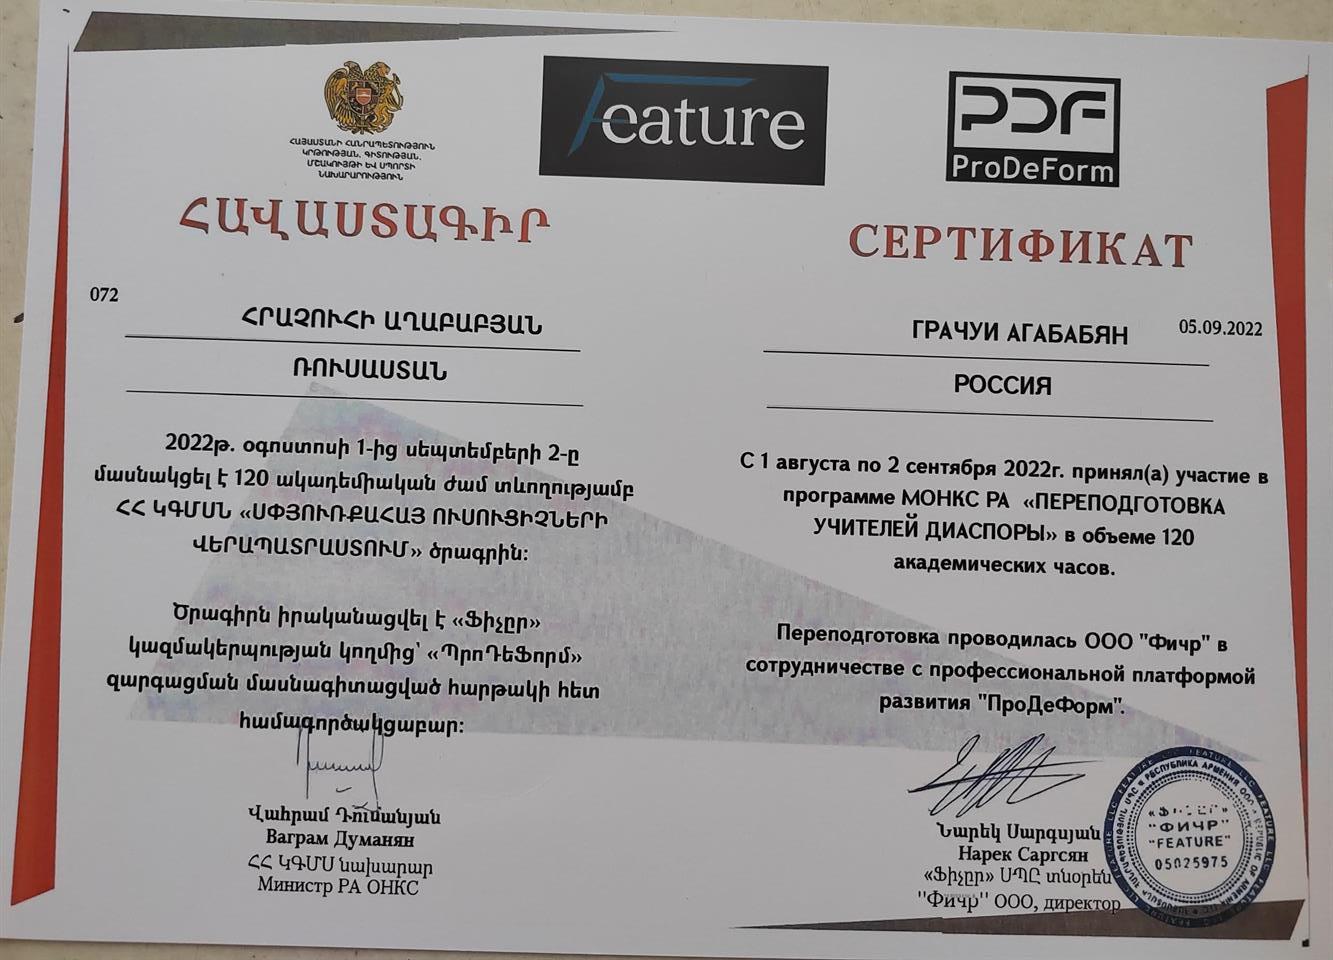 ՀԱՅԱՍՏԱՆԻ ՀԱՆՐԱՊԵՏՈՒԹՅՈՒՆ
ԿՐԹՈՒԹՅԱՆ, ԳԻՏՈՒԹՅԱՆ,
ՄՇԱԿՈՒՅԹԻ ԵՎ ՍՊՈՐՏԻ
ՆԱԽԱՐԱՐՈՒԹՅՈՒՆ
Feature
PDF
ProDeForm
ՀԱՎԱՍՏԱԳԻՐ
072
ՀՐԱՉՈՒՀԻ ԱՂԱԲԱԲՅԱՆ
ՌՈՒՍԱՍՏԱՆ
2022թ. օգոստոսի 1-ից սեպտեմբերի 2-ը
մասնակցել է 120 ակադեմիական ժամ տևողությամբ
ՀՀ ԿԳՄՍՆ «ՍՓՅՈՒՌՔԱՀԱՅ ՈՒՍՈՒՑԻՉՆԵՐԻ
ՎԵՐԱՊԱՏՐԱՍՏՈՒՄ» ծրագրին:
Ծրագիրն իրականացվել է «Ֆիչըր»
կազմակերպության կողմից՝ «ՊրոԴեՖորմ»
զարգացման մասնագիտացված հարթակի հետ
համագործակցաբար:
Վահրամ Դումանյան
Ваграм Думанян
ՀՀ ԿԳՄՍ նախարար
Министр РА ОНКС
СЕРТИФИКАТ
ГРАЧУИ АГАБАБЯН
05.09.2022
РОССИЯ
С 1 августа по 2 сентября 2022г. принял(а) участие в
программе МОНКС РА «ПЕРЕПОДГОТОВКА
УЧИТЕЛЕЙ ДИАСПОРЫ» в объеме 120
академических часов.
Переподготовка проводилась ООО "Фичр" в
сотрудничестве с профессиональной платформой
развития "ПроДеФорм".
Նարեկ Սարգսյան
Нарек Саргсян
«Ֆիչըր» ՍՊԸ տնօրեն
"Фичр" ООО, директор
«ՖԻՉԸՐ»
"ФИЧР"
"FEATURE"
05025975